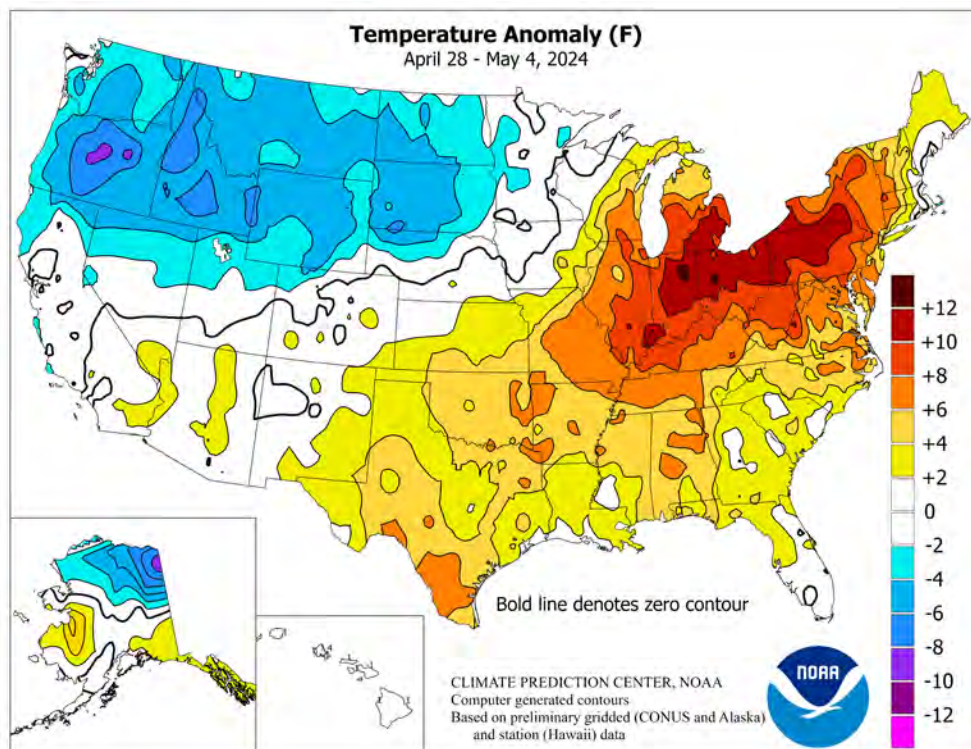 Temperature Anomaly (F)
April 28 - May 4, 2024
+12
+10
+8
+6
+4
+2
0
-2
-4
-6
-8
-10
-12
Bold line denotes zero contour
CLIMATE PREDICTION CENTER, NOAA
Computer generated contours
Based on preliminary gridded (CONUS and Alaska)
and station (Hawaii) data
NOAA